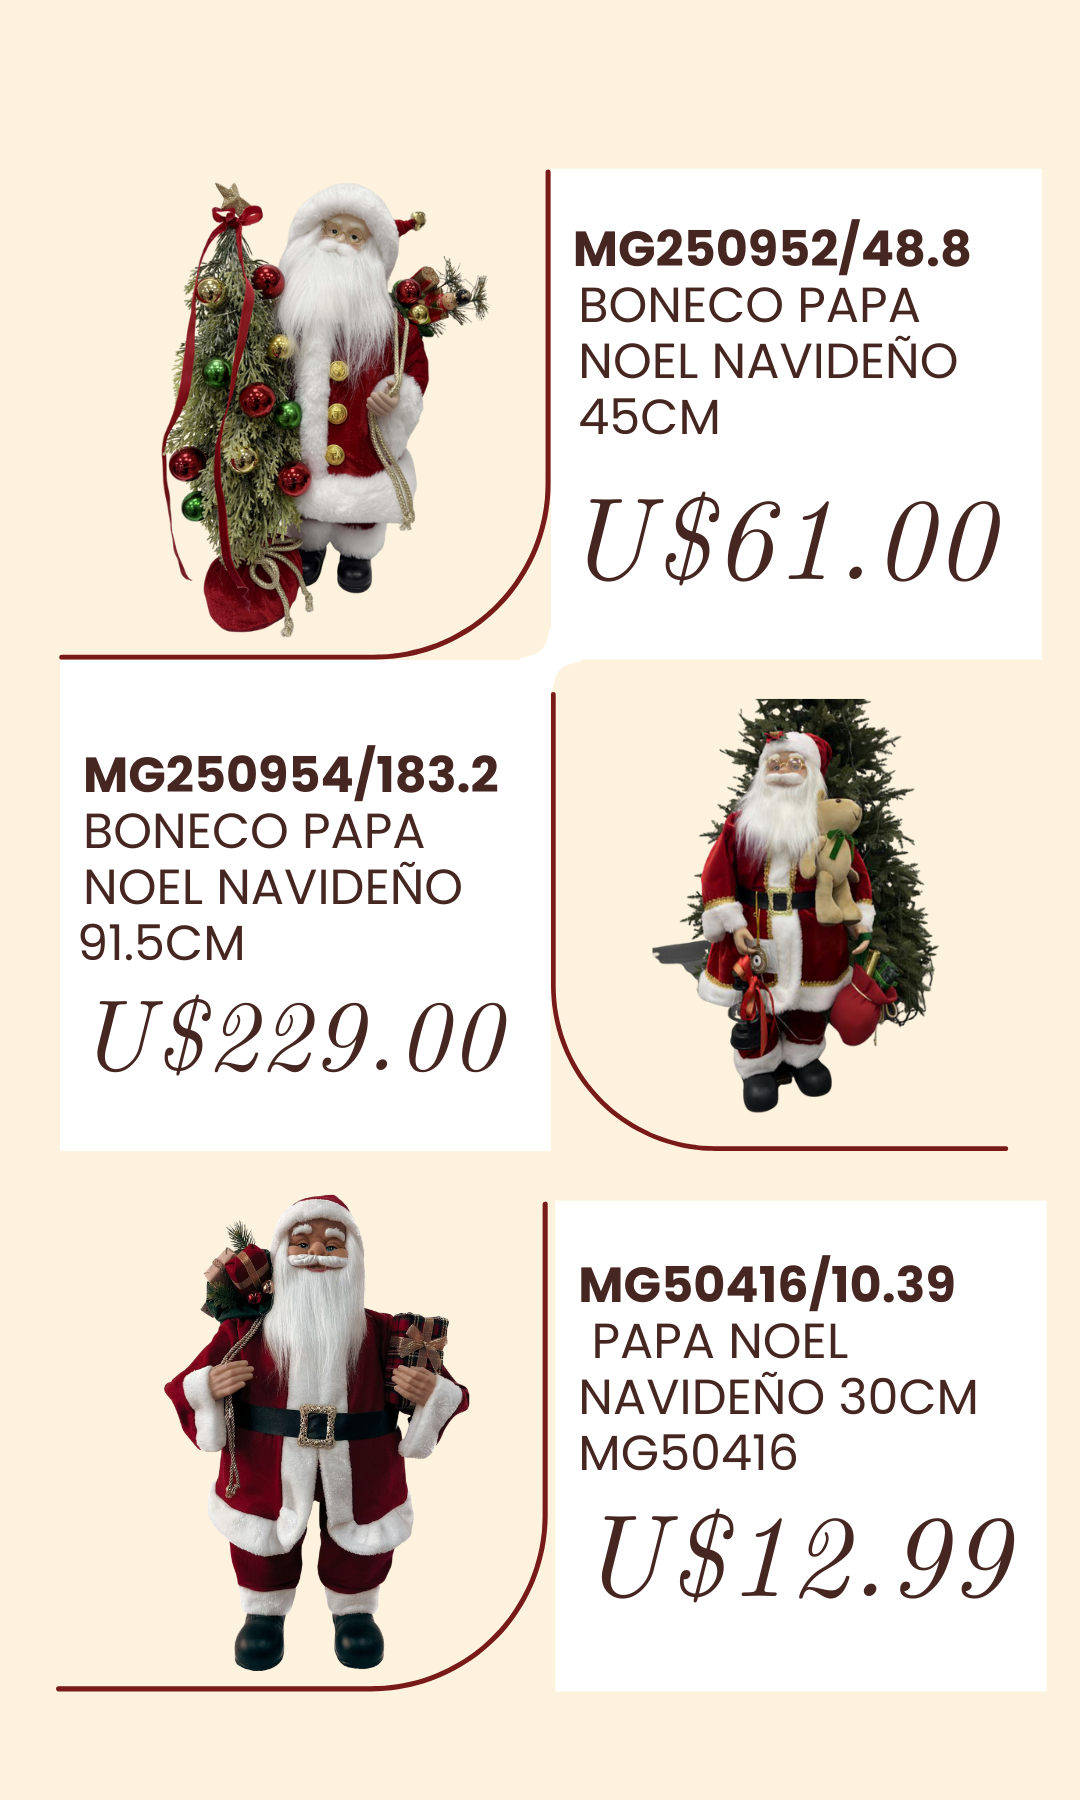 MG250952/48.8
BONECO PAPA
NOEL NAVIDEÑO
45CM
U$61.00
MG250954/183.2
BONECO PAPA
NOEL NAVIDEÑO
91.5CM
U$229.00
MG50416/10.39
PAPA NOEL
NAVIDEÑO 30CM
MG50416
U$12.99